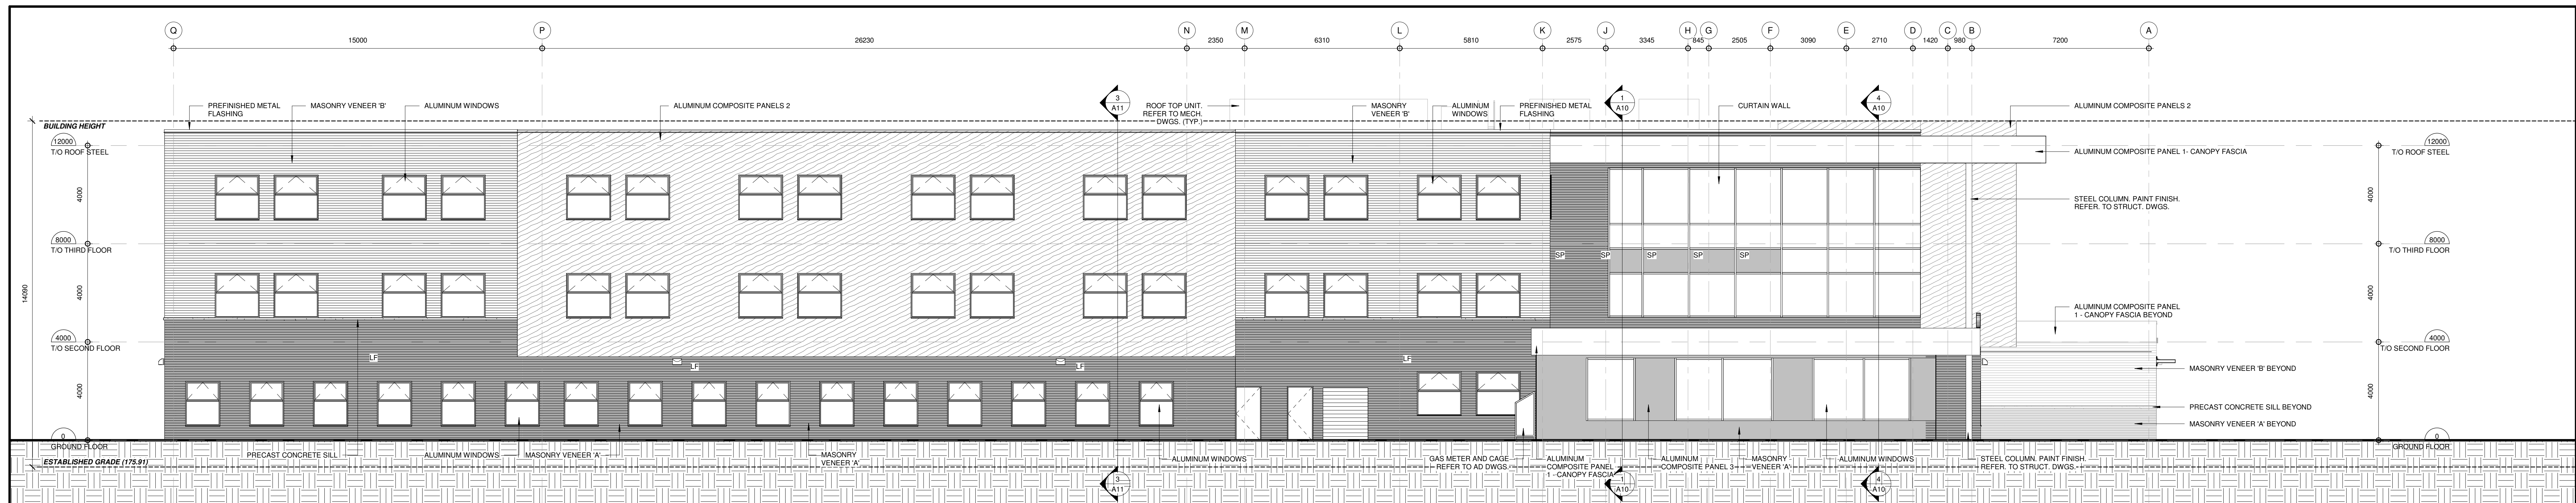 Q P N M L K J H G F E D C B A
15000 26230 2350 6310 5810 2575 3345 845 2505 3090 2710 1420 980 7200
PREFINISHED METAL
FLASHING
MASONRY VENEER 'B'
ALUMINUM WINDOWS
ALUMINUM COMPOSITE PANELS 2
3
A11
ROOF TOP UNIT.
REFER TO MECH.
DWGS. (TYP.)
MASONRY
VENEER 'B'
ALUMINUM
WINDOWS
PREFINISHED METAL
FLASHING
1
A10
CURTAIN WALL
4
A10
ALUMINUM COMPOSITE PANELS 2
BUILDING HEIGHT
12000
T/O ROOF STEEL
ALUMINUM COMPOSITE PANEL 1- CANOPY FASCIA
12000
T/O ROOF STEEL
4000
4000
STEEL COLUMN. PAINT FINISH.
REFER. TO STRUCT. DWGS.
8000
T/O THIRD FLOOR
8000
T/O THIRD FLOOR
SP SP SP SP SP
14090
4000
4000
ALUMINUM COMPOSITE PANEL
1 - CANOPY FASCIA BEYOND
4000
T/O SECOND FLOOR
4000
T/O SECOND FLOOR
LF LF LF LF
MASONRY VENEER 'B' BEYOND
4000
4000
PRECAST CONCRETE SILL BEYOND
MASONRY VENEER 'A' BEYOND
0
GROUND FLOOR
0
GROUND FLOOR
ESTABLISHED GRADE (175.91)
PRECAST CONCRETE SILL
ALUMINUM WINDOWS
MASONRY VENEER 'A'
MASONRY
VENEER 'A'
ALUMINUM WINDOWS
GAS METER AND CAGE
REFER TO AD DWGS.
ALUMINUM
COMPOSITE PANEL
1 - CANOPY FASCIA
ALUMINUM
COMPOSITE PANEL 3
MASONRY
VENEER 'A'
ALUMINUM WINDOWS
STEEL COLUMN. PAINT FINISH.
REFER. TO STRUCT. DWGS.
3
A11
1
A10
4
A10